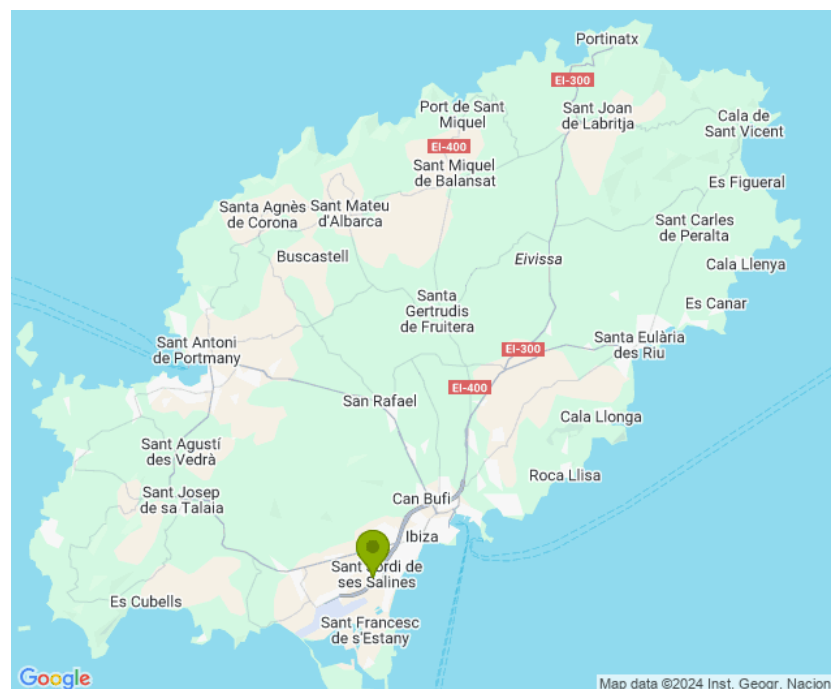 Portinatx
EI-300
Port de Sant
Miquel
Sant Joan
de Labritja
Cala de
Sant Vicent
EI-400
Sant Miquel
de Balansat
Es Figueral
Santa Agnès
de Corona
Sant Mateu
d'Albarca
Sant Carles
de Peralta
Buscastell
Eivissa
Cala Llenya
Santa
Gertrudis
de Fruitera
Es Canar
Sant Antoni
de Portmany
Santa Eulària
des Riu
EI-300
EI-400
San Rafael
Cala Llonga
Sant Agustí
des Vedrà
Roca Llisa
Sant Josep
de sa Talaia
Can Bufí
Ibiza
Sant Jordi de
ses Salines
Es Cubells
Sant Francesc
de s'Estany
Google
Map data ©2024 Inst. Geogr. Nacion